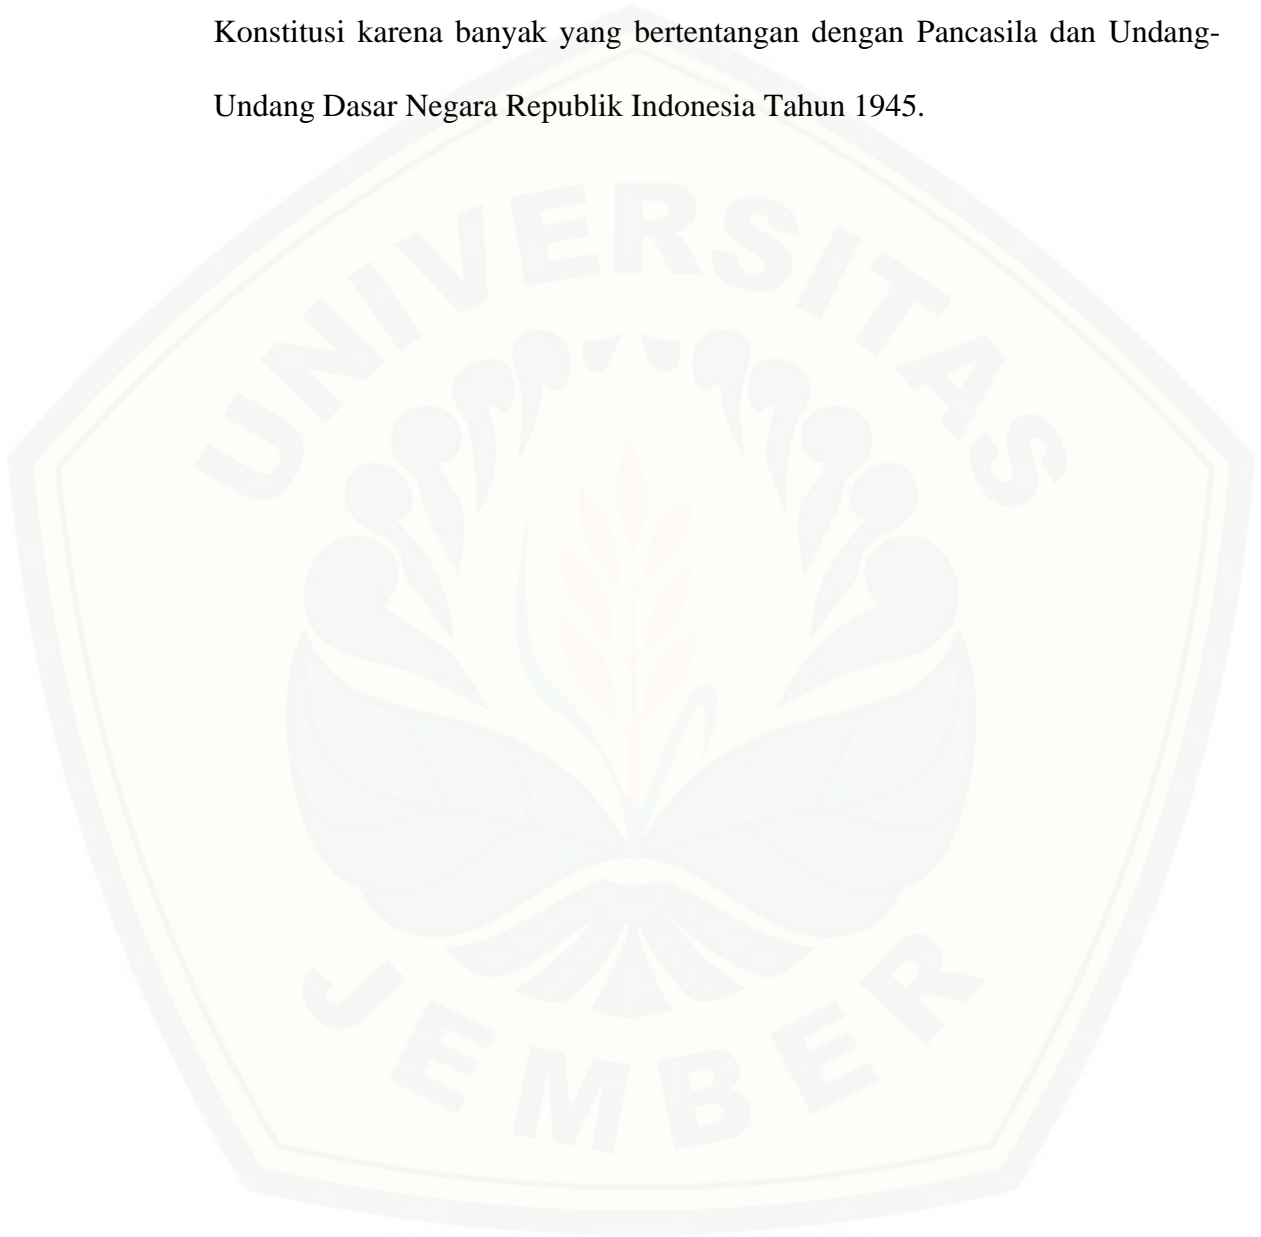 Konstitusi karena banyak yang bertentangan dengan Pancasila dan Undang-
Undang Dasar Negara Republik Indonesia Tahun 1945.
UNIVERSITAS
JEMBER